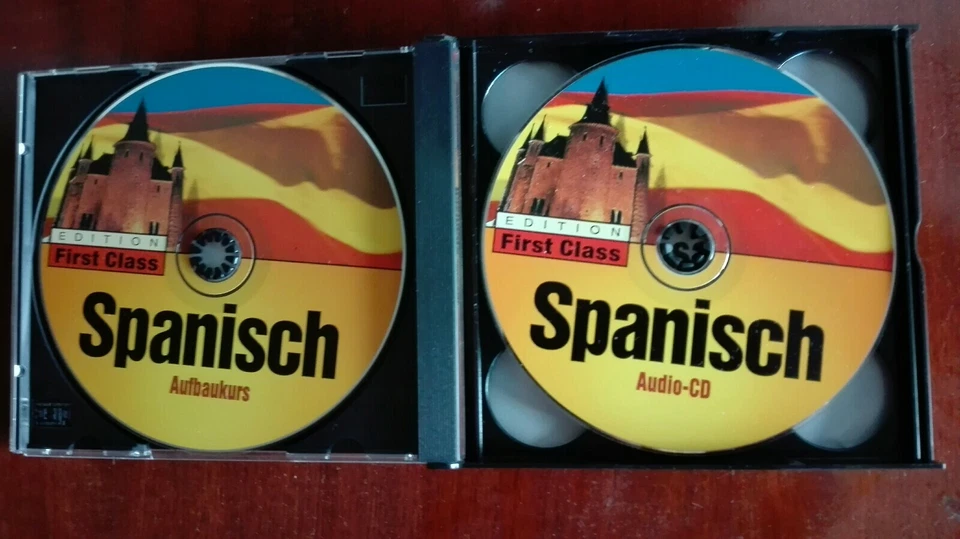 EDITION
First Class
Spanisch
Aufbaukurs
EDITION
First Class
Spanisch
Audio-CD